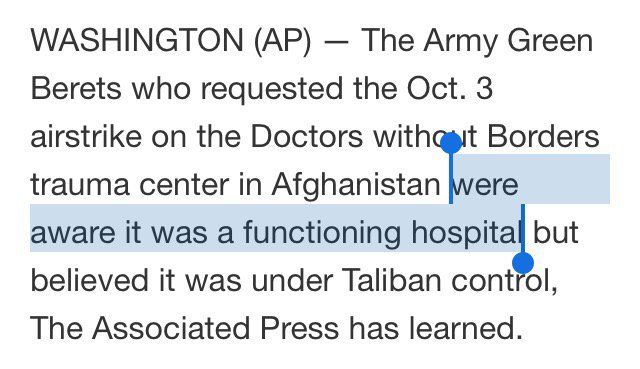 WASHINGTON (AP) — The Army Green
Berets who requested the Oct. 3
airstrike on the Doctors without Borders
trauma center in Afghanistan were
aware it was a functioning hospital but
believed it was under Taliban control,
The Associated Press has learned.